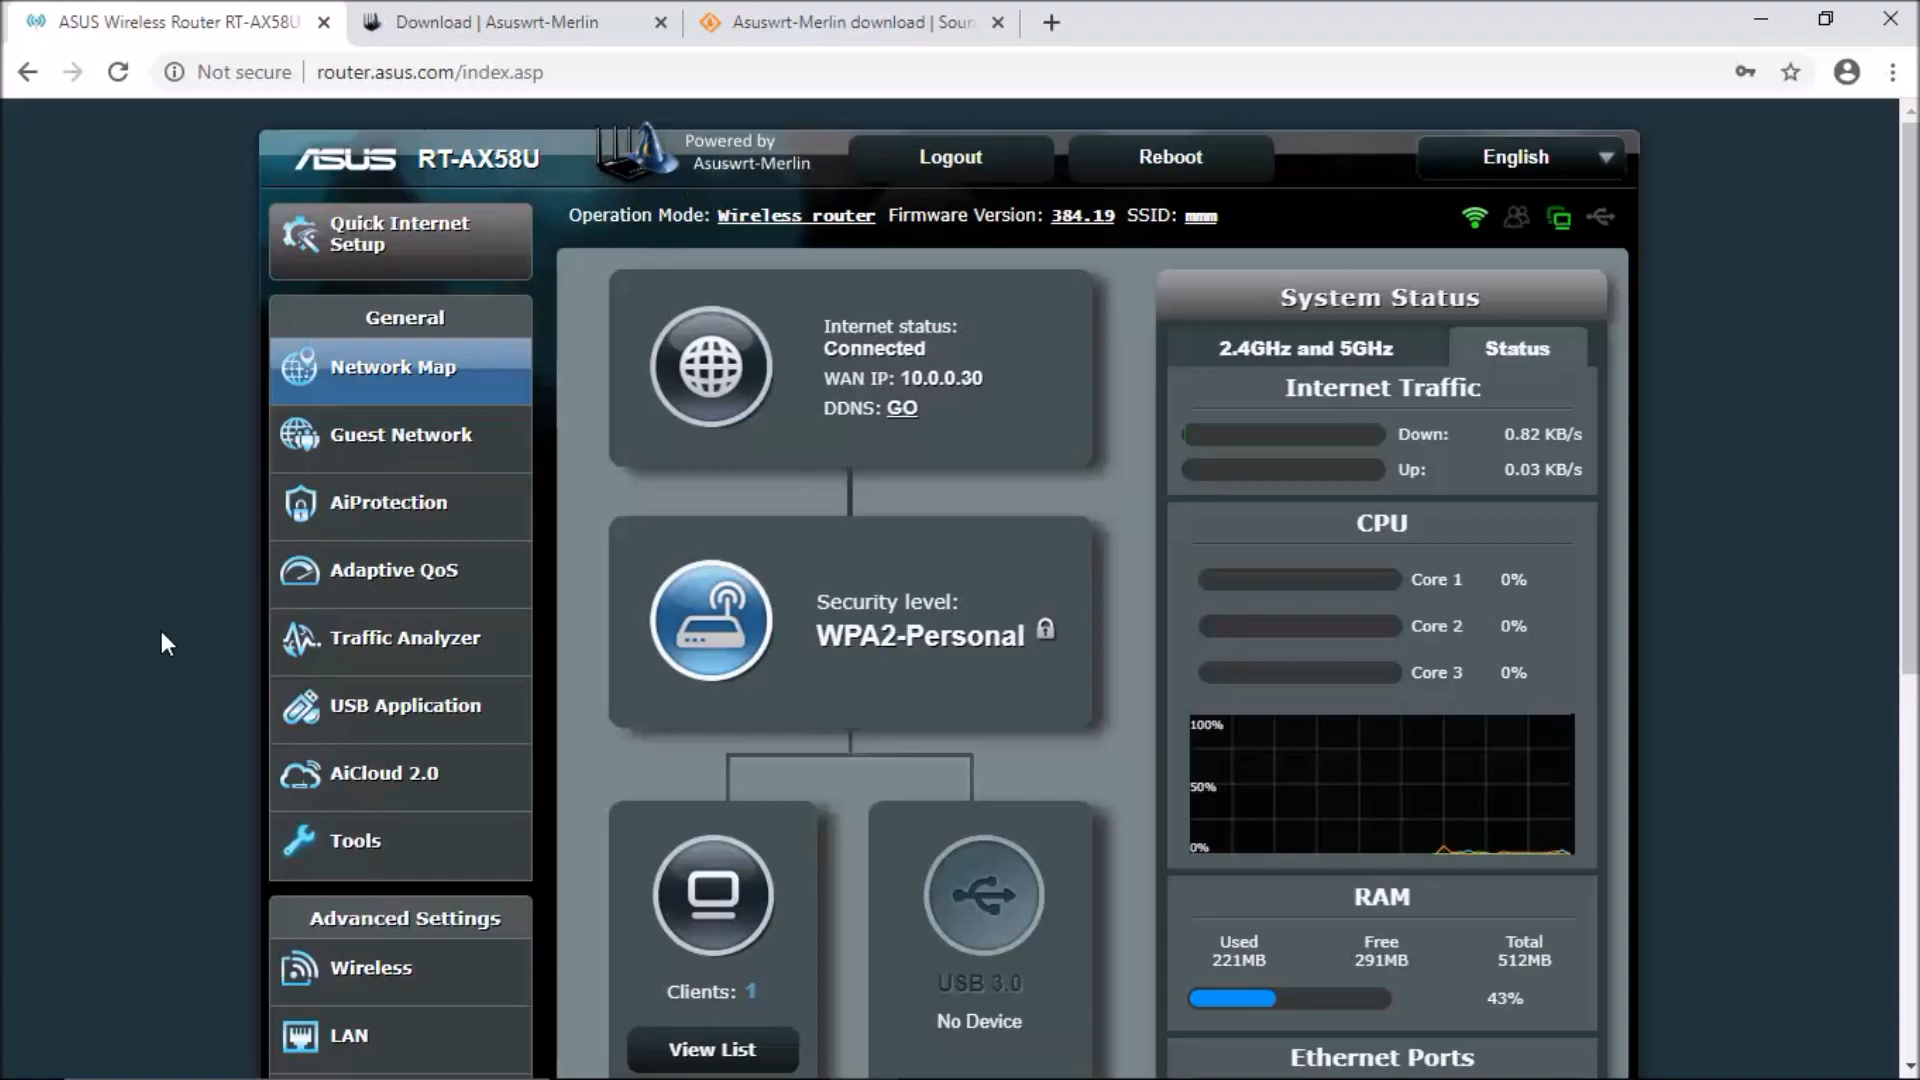 ASUS Wireless Router RT-AX58U
Download | Asuswrt-Merlin
Asuswrt-Merlin download | Sour
Not secure
router.asus.com/index.asp
ASUS RT-AX58U
Powered by
Asuswrt-Merlin
Logout
Reboot
English
Quick Internet
Setup
Operation Mode: Wireless router Firmware Version: 384.19 SSID: mmm
General
Network Map
Guest Network
AiProtection
Adaptive QoS
Traffic Analyzer
USB Application
AiCloud 2.0
Tools
Advanced Settings
Wireless
LAN
Internet status:
Connected
WAN IP: 10.0.0.30
DDNS: GO
Security level:
WPA2-Personal
Clients: 1
View List
USB 3.0
No Device
System Status
2.4GHz and 5GHz
Status
Internet Traffic
Down: 0.82 KB/s
Up: 0.03 KB/s
CPU
Core 1 0%
Core 2 0%
Core 3 0%
100%
50%
0%
RAM
Used Free Total
221MB 291MB 512MB
43%
Ethernet Ports